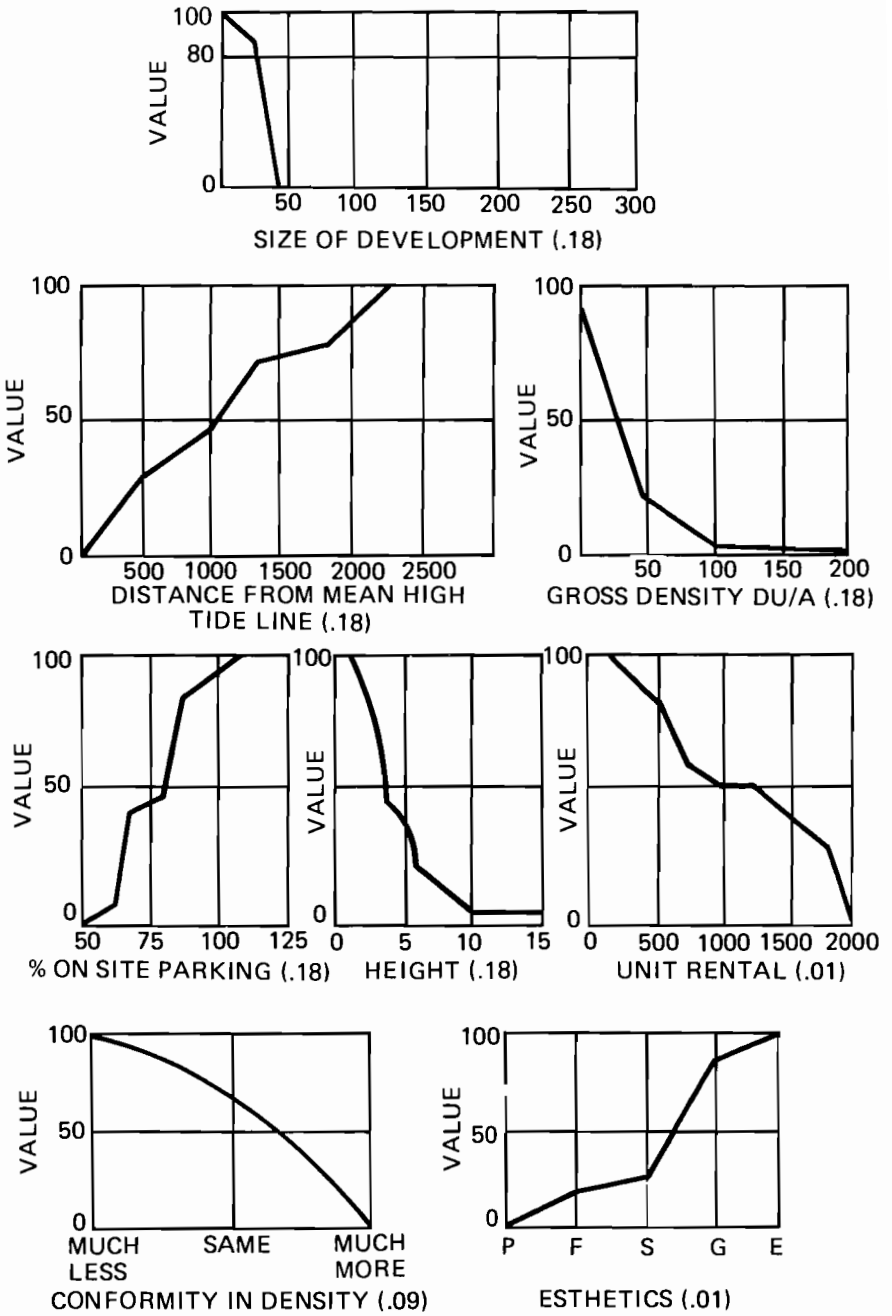 100
80
VALUE
0
50 100 150 200 250 300
SIZE OF DEVELOPMENT (.18)
100
50
VALUE
0
500 1000 1500 2000 2500
DISTANCE FROM MEAN HIGH
TIDE LINE (.18)
100
50
VALUE
0
50 100 150 200
GROSS DENSITY DU/A (.18)
100
50
VALUE
0
50 75 100 125
% ON SITE PARKING (.18)
100
VALUE
0
0 5 10 15
HEIGHT (.18)
100
VALUE
0
0 500 1000 1500 2000
UNIT RENTAL (.01)
100
50
VALUE
0
MUCH SAME MUCH
LESS MORE
CONFORMITY IN DENSITY (.09)
100
50
VALUE
0
P F S G E
ESTHETICS (.01)